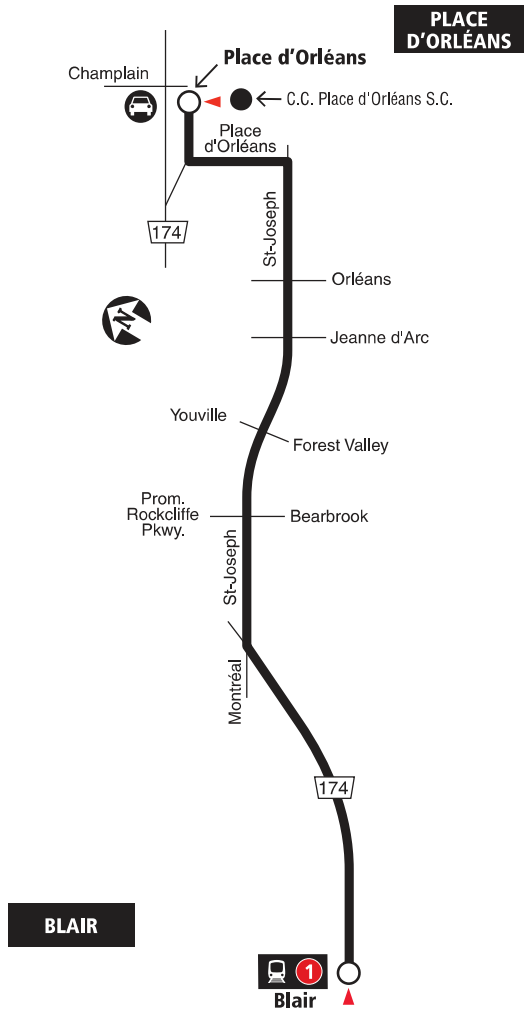 PLACE
D'ORLÉANS
Place d'Orléans
Champlain
C.C. Place d'Orléans S.C.
Place
d'Orléans
174
St-Joseph
Orléans
N
Jeanne d'Arc
Youville
Forest Valley
Prom.
Rockcliffe
Pkwy.
Bearbrook
St-Joseph
Montréal
174
BLAIR
1
Blair